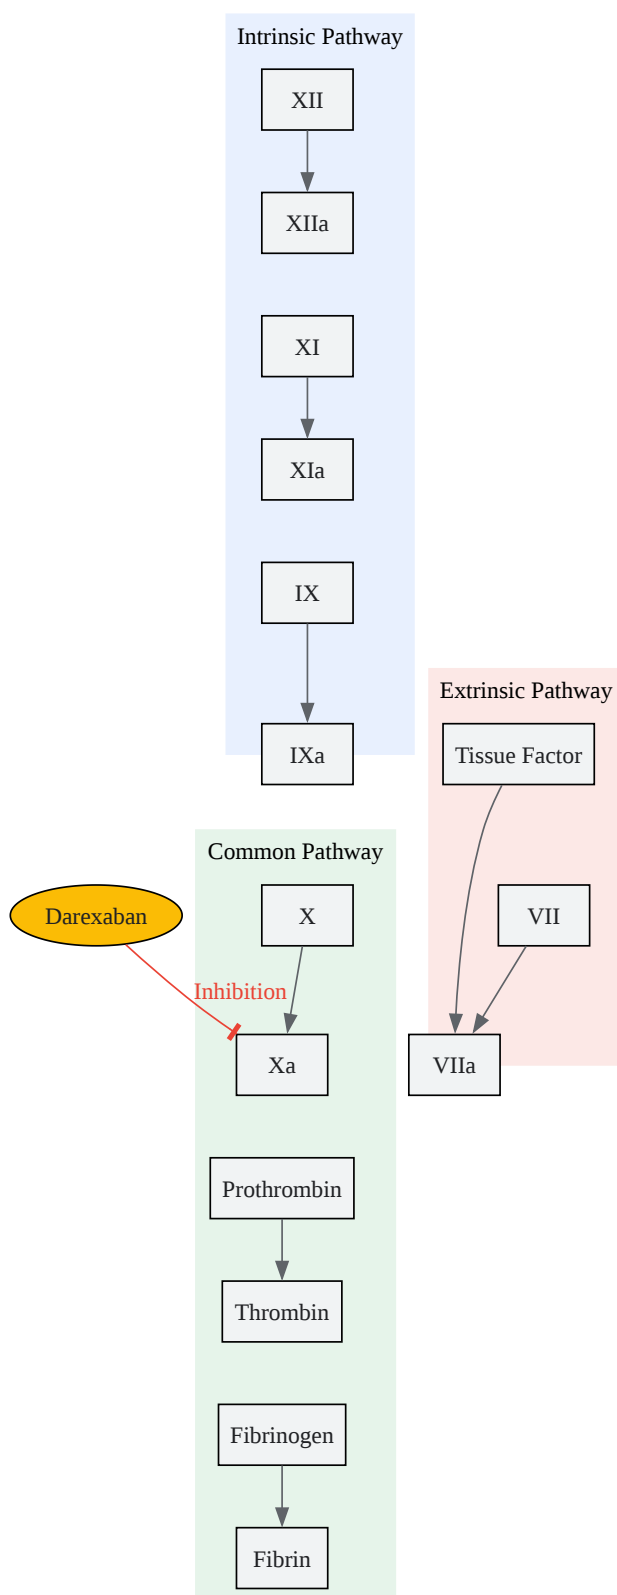 Intrinsic Pathway
XII
XIIa
XI
XIa
IX
IXa
Extrinsic Pathway
Tissue Factor
VII
VIIa
Common Pathway
Darexaban
X
Inhibition
Xa
Prothrombin
Thrombin
Fibrinogen
Fibrin